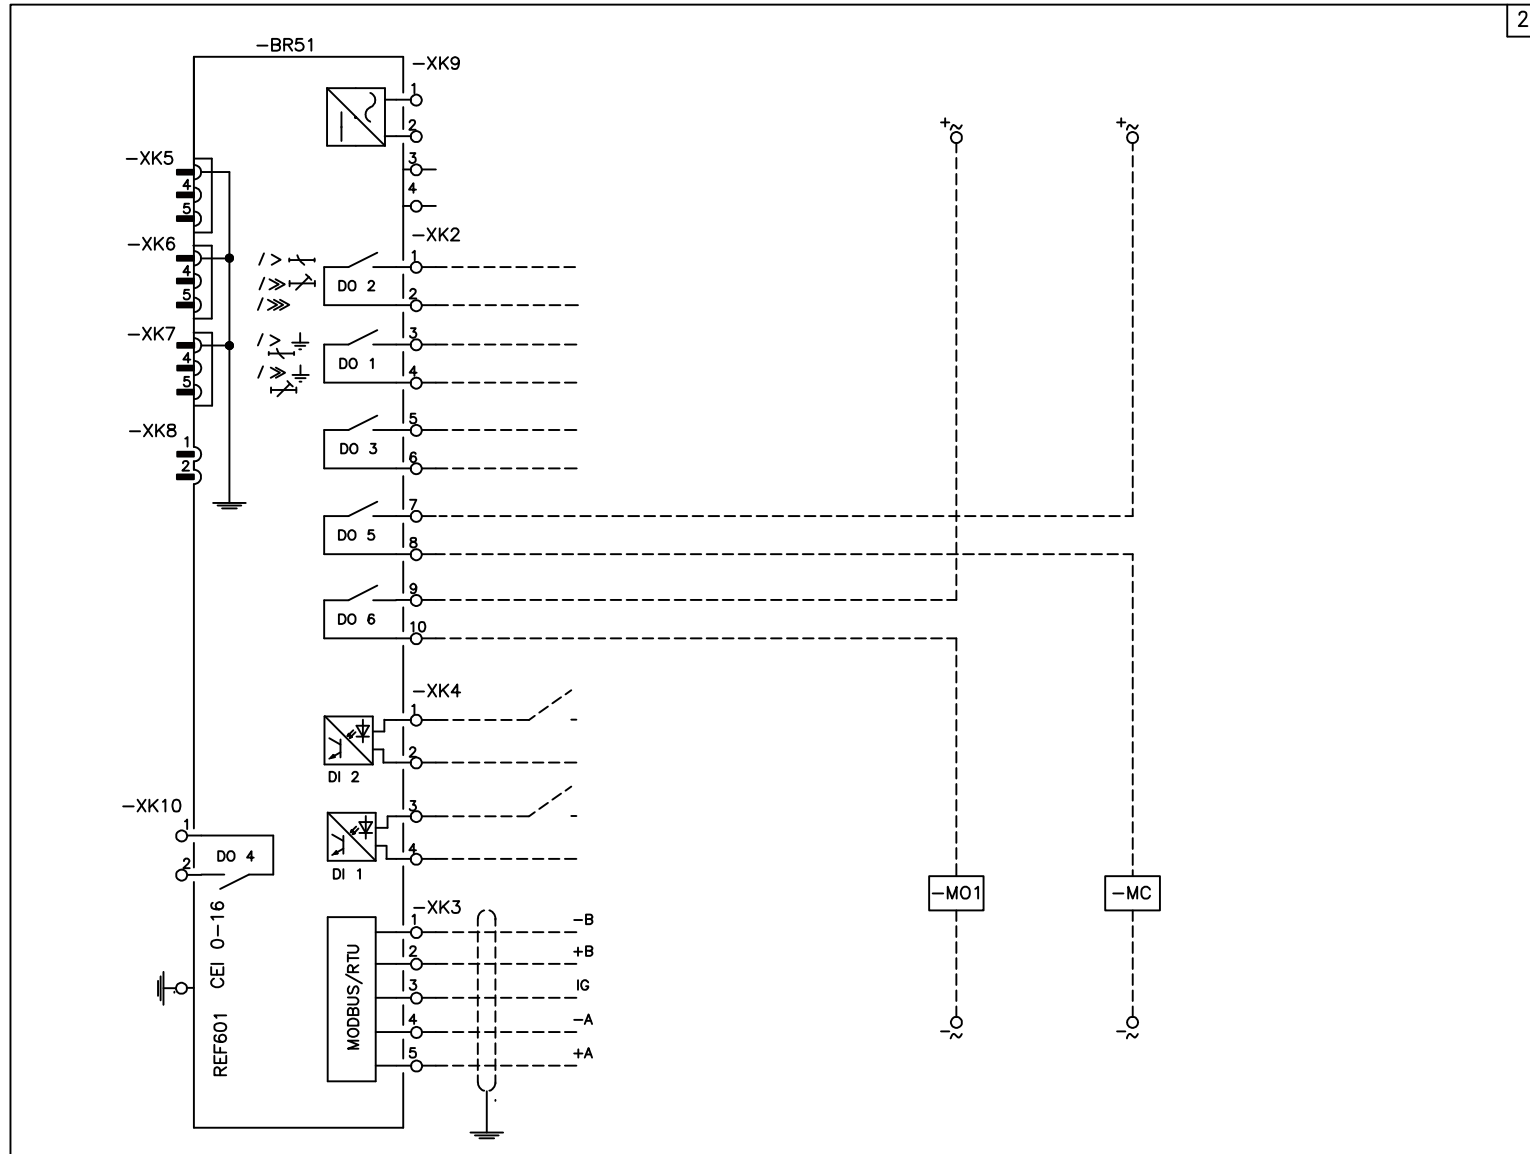 2
-BR51
-XK9
1
2
3
4
-XK5
4
5
-XK6
4
5
-XK7
4
5
-XK8
1
2
-XK2
1
DO 2
2
3
DO 1
4
5
DO 3
6
7
DO 5
8
9
DO 6
10
+~
+~
-XK4
1
2
DI 2
3
4
DI 1
-XK10
1
DO 4
2
REF601 CEI 0-16
-XK3
MODBUS/RTU
1
-B
2
+B
3
IG
4
-A
5
+A
-MO1
-MC
-~
-~